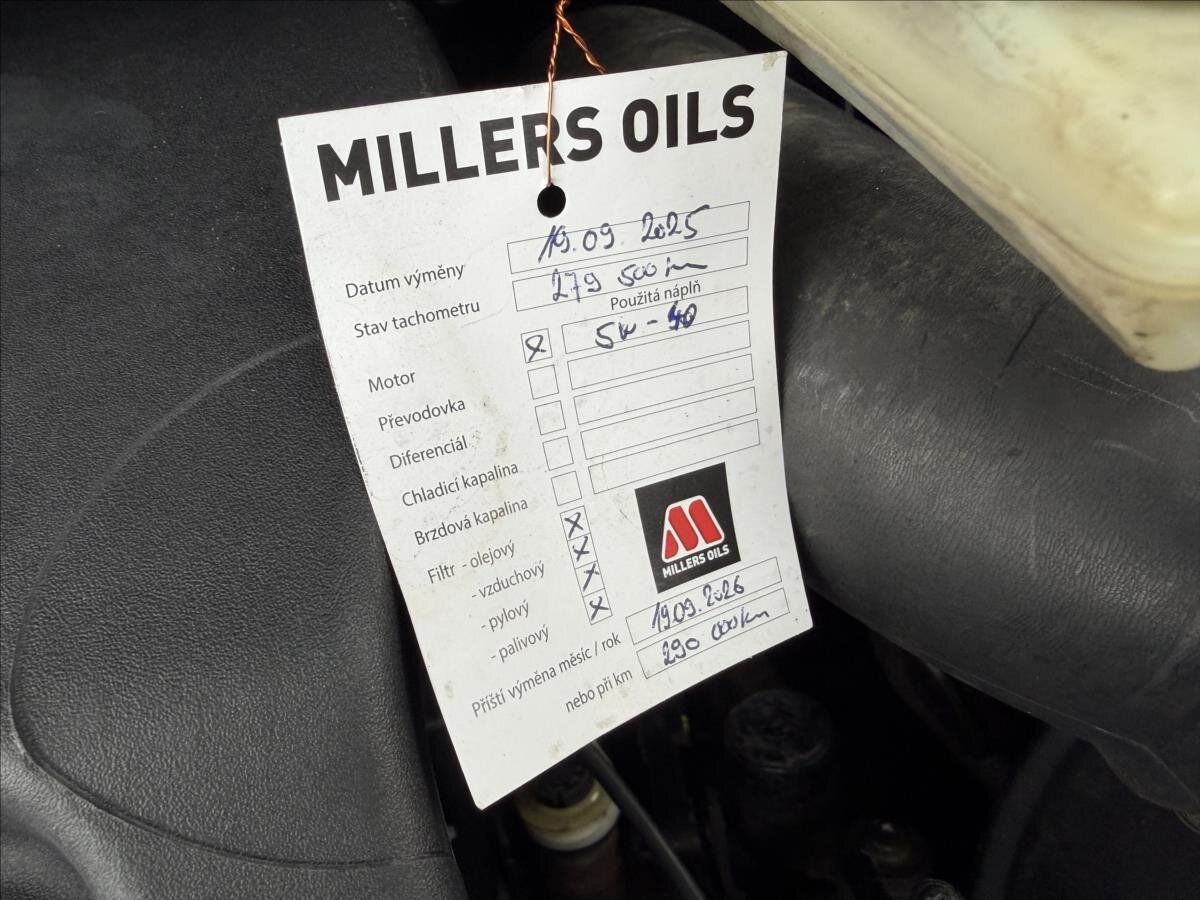 MILLERS OILS
Datum výměny 19.09.2025
Stav tachometru 279 500 km
Použitá náplň
Motor X 5W-40
Převodovka
Diferenciál
Chladicí kapalina
Brzdová kapalina
Filtr - olejový X
- vzduchový X
- pylový X
- palivový X
MILLERS OILS
Příští výměna měsíc / rok 19.09.2026
nebo při km 290 000 km